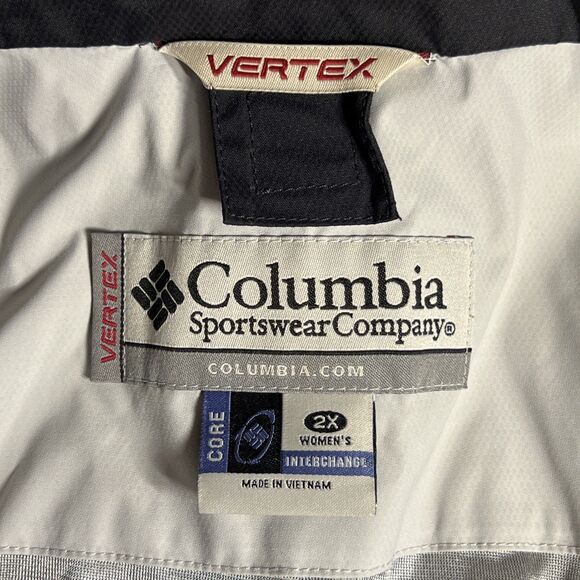 VERTEX
VERTEX
Columbia
Sportswear Company®
COLUMBIA.COM
CORE
2X
WOMEN'S
INTERCHANGE
MADE IN VIETNAM